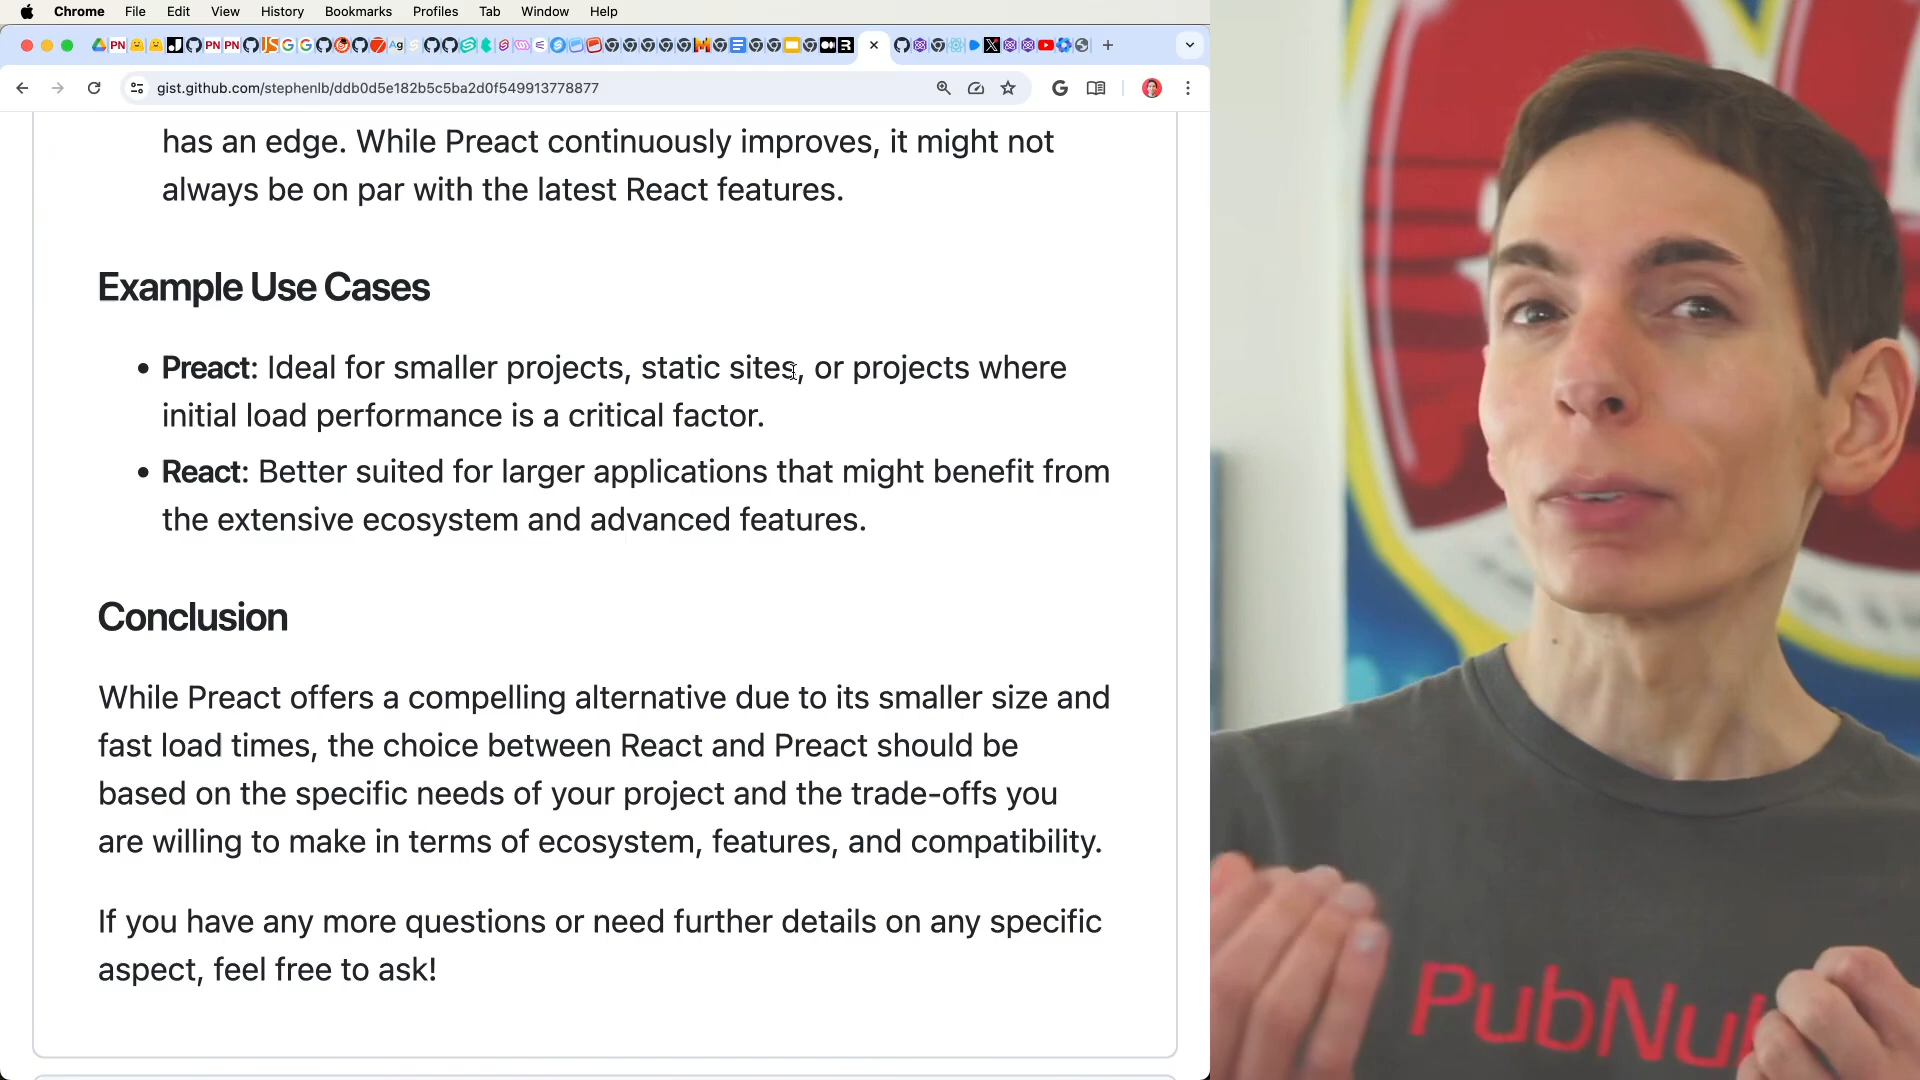 Chrome File Edit View History Bookmarks Profiles Tab Window Help
gist.github.com/stephenlb/ddb0d5e182b5c5ba2d0f549913778877
has an edge. While Preact continuously improves, it might not
always be on par with the latest React features.
Example Use Cases
Preact: Ideal for smaller projects, static sites, or projects where
initial load performance is a critical factor.
React: Better suited for larger applications that might benefit from
the extensive ecosystem and advanced features.
Conclusion
While Preact offers a compelling alternative due to its smaller size and
fast load times, the choice between React and Preact should be
based on the specific needs of your project and the trade-offs you
are willing to make in terms of ecosystem, features, and compatibility.
If you have any more questions or need further details on any specific
aspect, feel free to ask!
PubNu